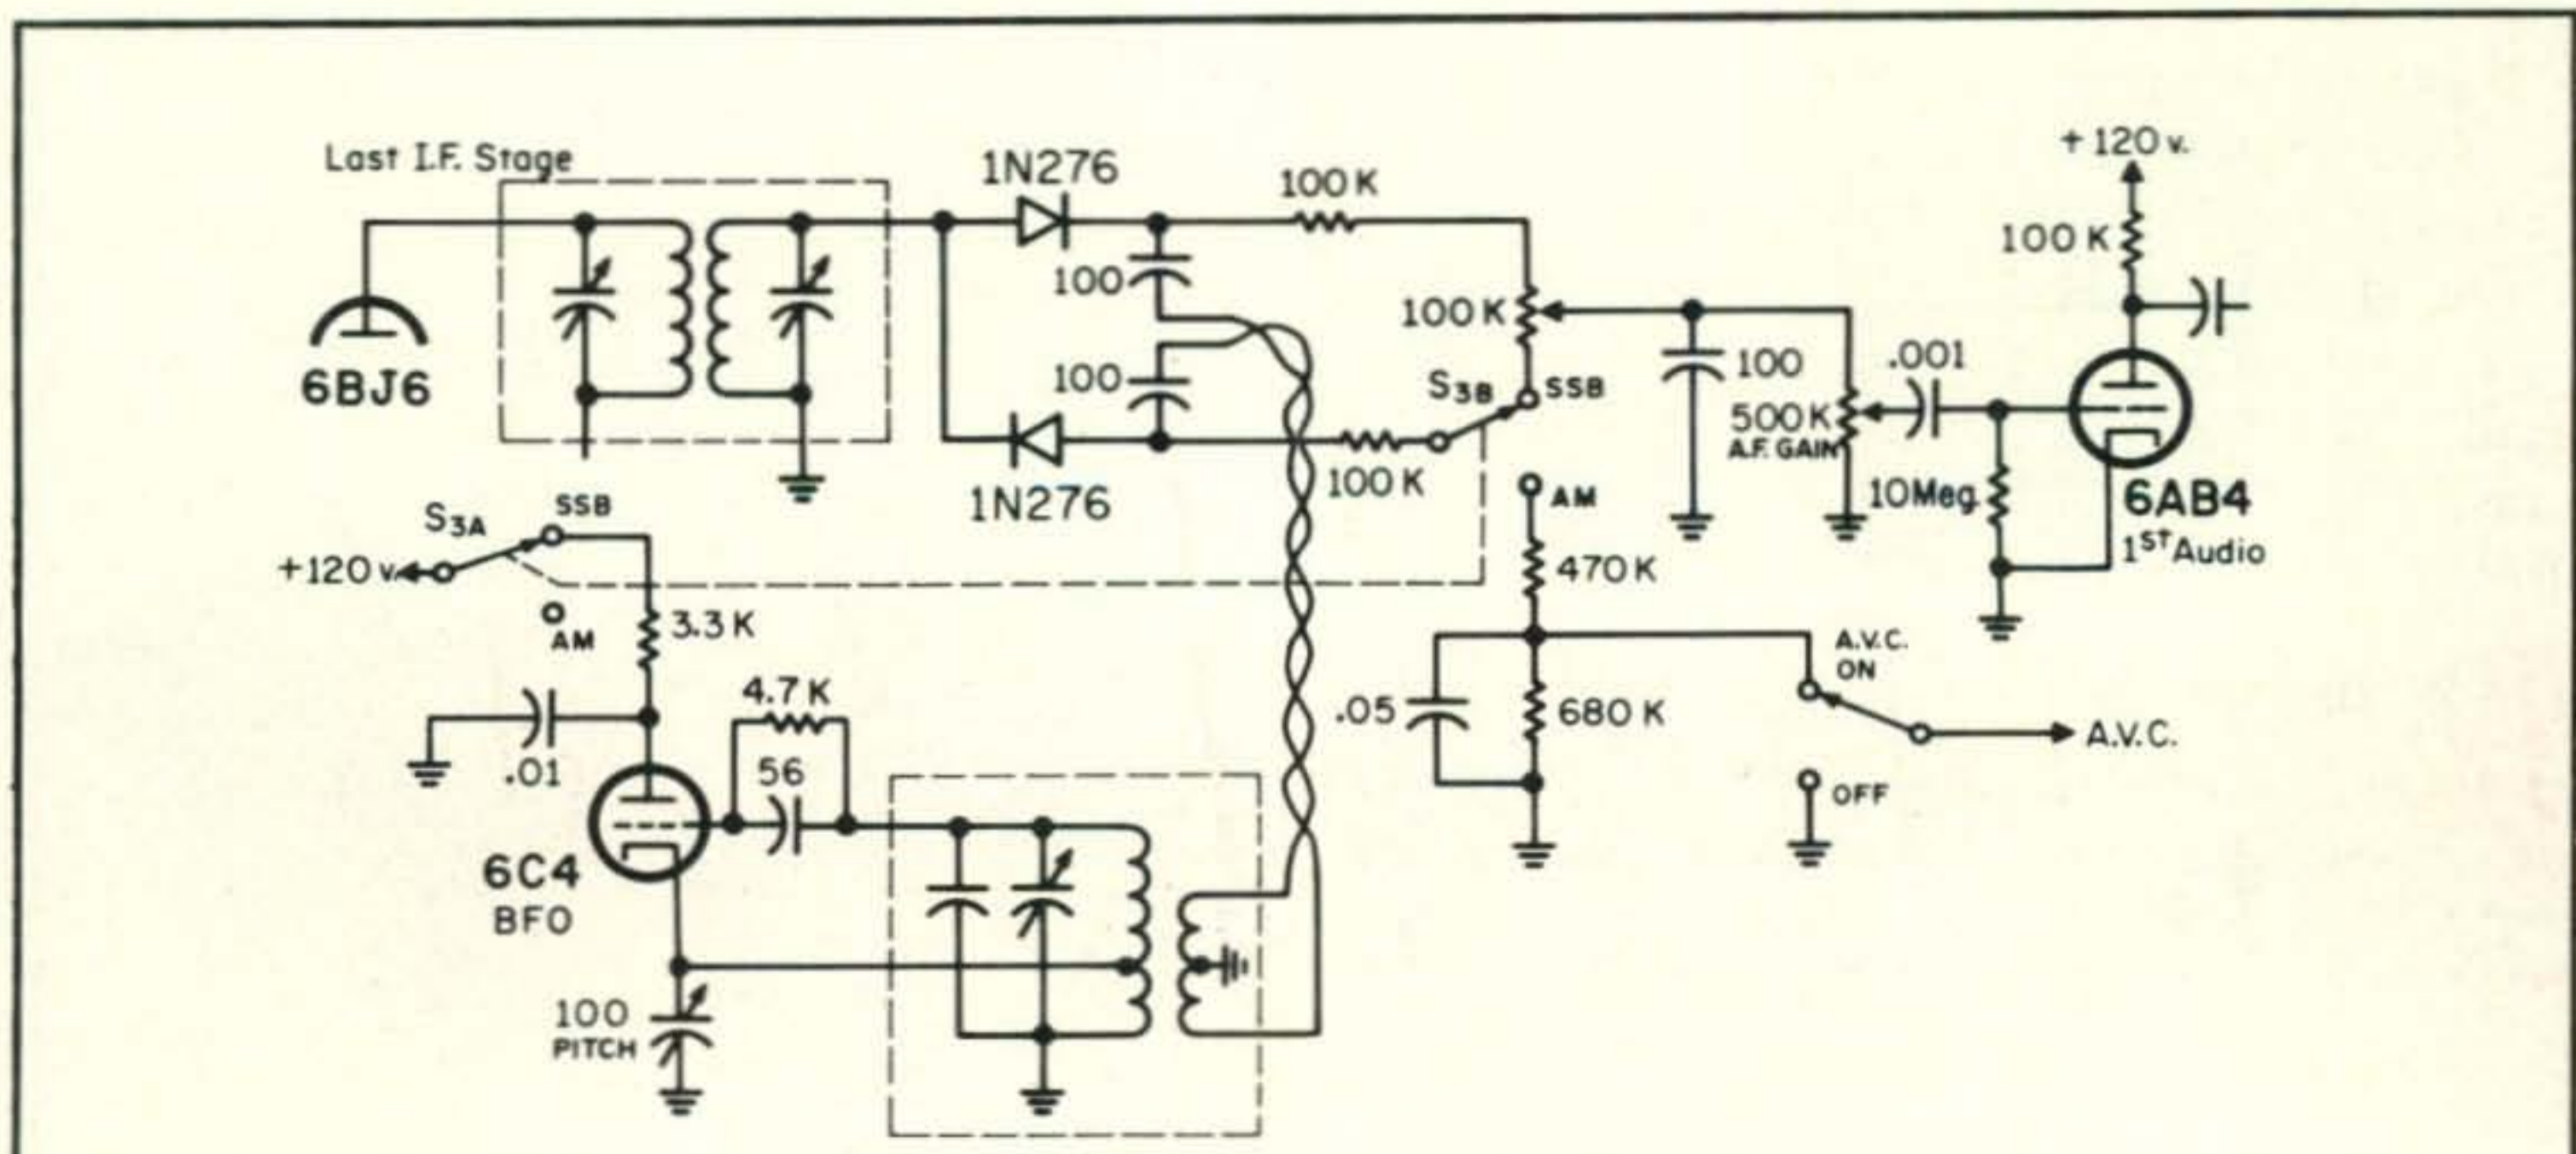 Last I.F. Stage
1N276
100 K
+ 120 v.
100 K
100
100 K
6BJ6
100
S3B
SSB
100
.001
500 K
A.F. GAIN
1N276
100 K
AM
10 Meg.
6AB4
1ST Audio
S3A
SSB
+120 v.
AM
3.3 K
470 K
A.V.C.
ON
4.7 K
.05
680 K
A.V.C.
.01
56
OFF
6C4
BFO
100
PITCH